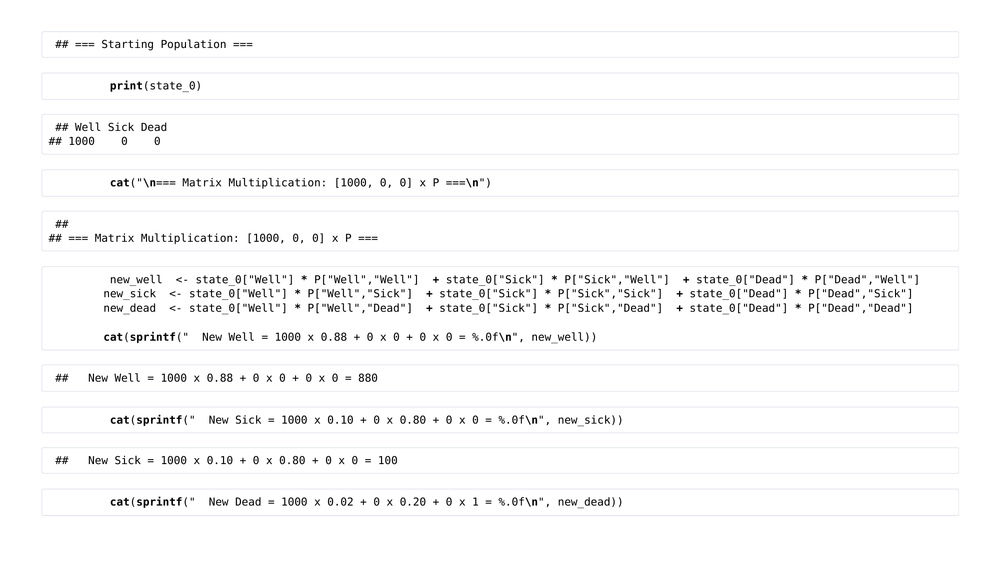 ## === Starting Population ===
print(state_0)
## Well Sick Dead
## 1000    0    0
cat("\n=== Matrix Multiplication: [1000, 0, 0] x P ===\n")
##
## === Matrix Multiplication: [1000, 0, 0] x P ===
new_well  <- state_0["Well"] * P["Well","Well"]  + state_0["Sick"] * P["Sick","Well"]  + state_0["Dead"] * P["Dead","Well"]
new_sick  <- state_0["Well"] * P["Well","Sick"]  + state_0["Sick"] * P["Sick","Sick"]  + state_0["Dead"] * P["Dead","Sick"]
new_dead  <- state_0["Well"] * P["Well","Dead"]  + state_0["Sick"] * P["Sick","Dead"]  + state_0["Dead"] * P["Dead","Dead"]
cat(sprintf("  New Well = 1000 x 0.88 + 0 x 0 + 0 x 0 = %.0f\n", new_well))
##   New Well = 1000 x 0.88 + 0 x 0 + 0 x 0 = 880
cat(sprintf("  New Sick = 1000 x 0.10 + 0 x 0.80 + 0 x 0 = %.0f\n", new_sick))
##   New Sick = 1000 x 0.10 + 0 x 0.80 + 0 x 0 = 100
cat(sprintf("  New Dead = 1000 x 0.02 + 0 x 0.20 + 0 x 1 = %.0f\n", new_dead))